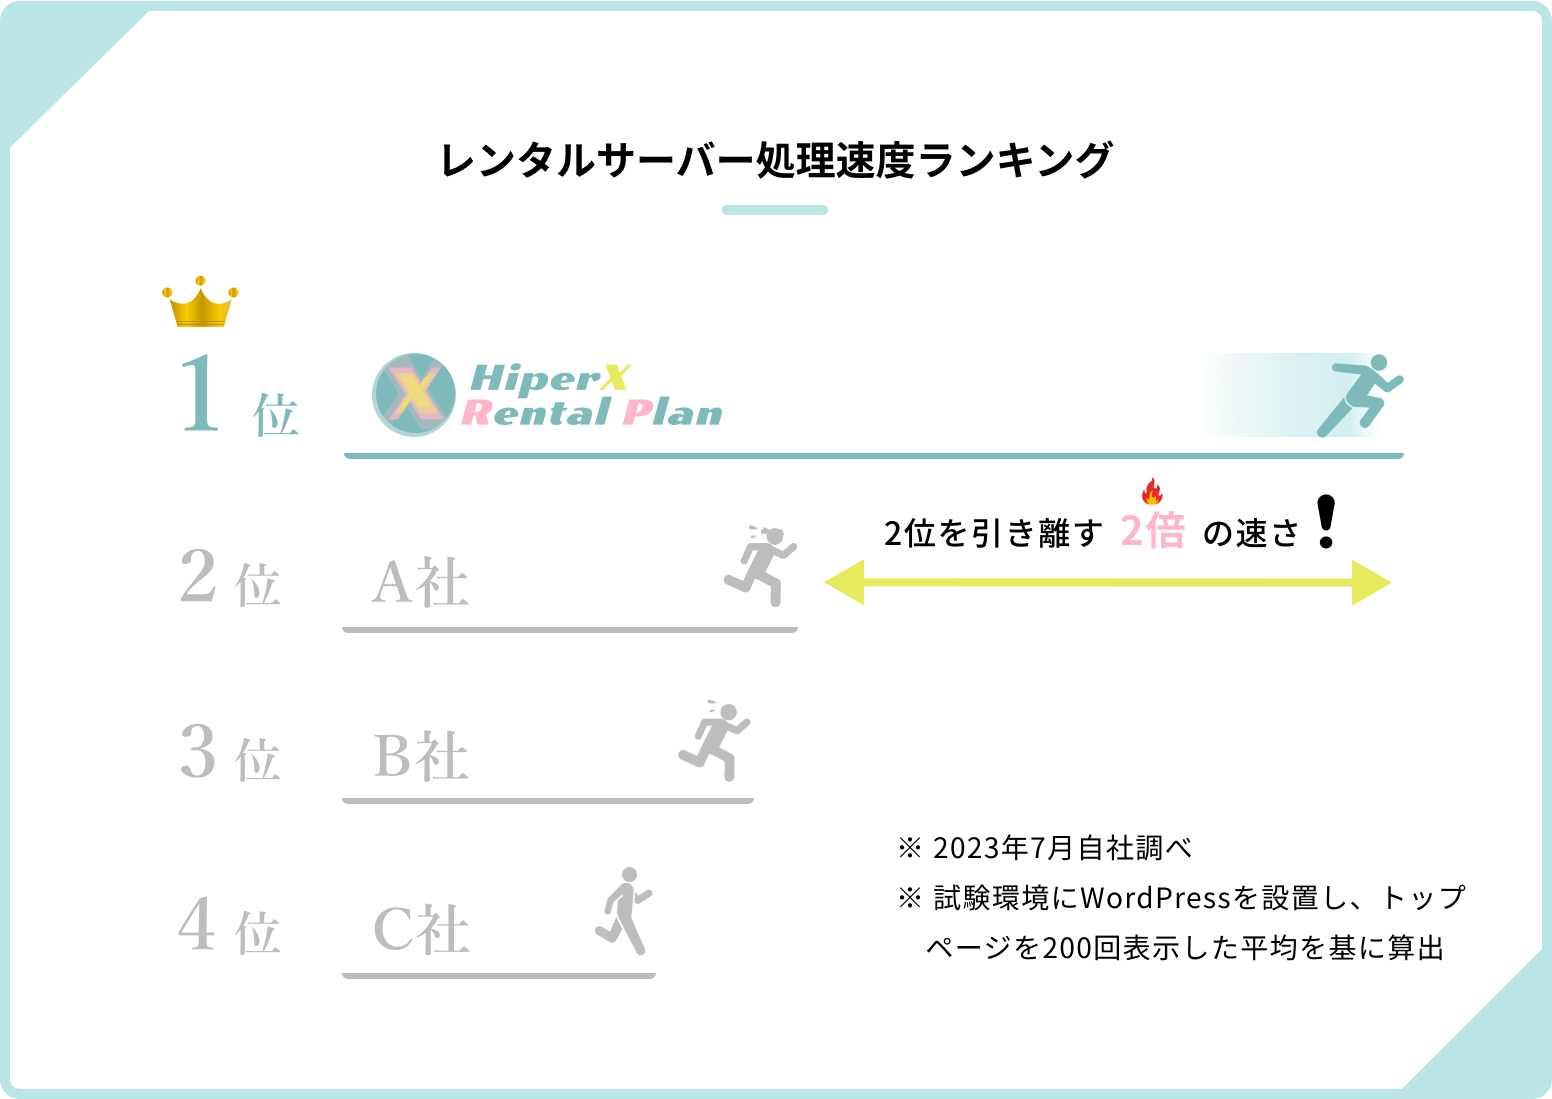 レンタルサーバー処理速度ランキング
1位
X
HiperX
Rental Plan
2位を引き離す 2倍 の速さ!
2位 A社
3位 B社
4位 C社
※ 2023年7月自社調べ
※ 試験環境にWordPressを設置し、トップ
ページを200回表示した平均を基に算出